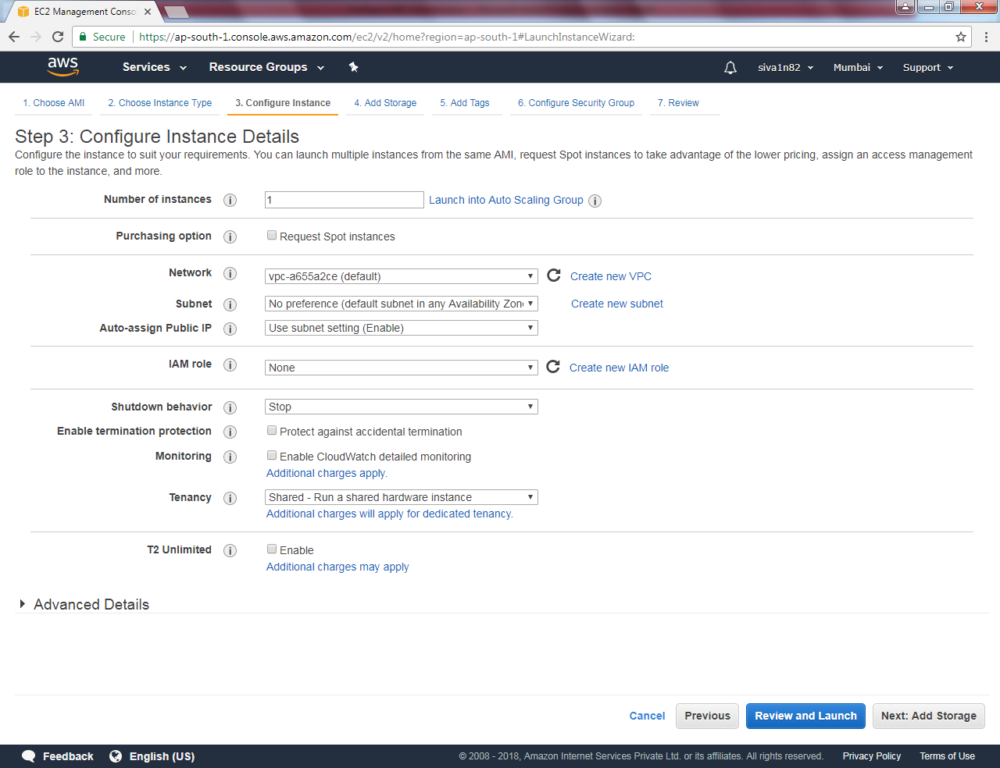 EC2 Management Conso
Secure https://ap-south-1.console.aws.amazon.com/ec2/v2/home?region=ap-south-1#LaunchInstanceWizard:
aws Services Resource Groups siva1n82 Mumbai Support
1. Choose AMI 2. Choose Instance Type 3. Configure Instance 4. Add Storage 5. Add Tags 6. Configure Security Group 7. Review
Step 3: Configure Instance Details
Configure the instance to suit your requirements. You can launch multiple instances from the same AMI, request Spot instances to take advantage of the lower pricing, assign an access management
role to the instance, and more.
Number of instances 1 Launch into Auto Scaling Group
Purchasing option Request Spot instances
Network vpc-a655a2ce (default) Create new VPC
Subnet No preference (default subnet in any Availability Zon Create new subnet
Auto-assign Public IP Use subnet setting (Enable)
IAM role None Create new IAM role
Shutdown behavior Stop
Enable termination protection Protect against accidental termination
Monitoring Enable CloudWatch detailed monitoring
Additional charges apply.
Tenancy Shared - Run a shared hardware instance
Additional charges will apply for dedicated tenancy.
T2 Unlimited Enable
Additional charges may apply
Advanced Details
Cancel Previous Review and Launch Next: Add Storage
Feedback English (US) © 2008 - 2018, Amazon Internet Services Private Ltd. or its affiliates. All rights reserved. Privacy Policy Terms of Use